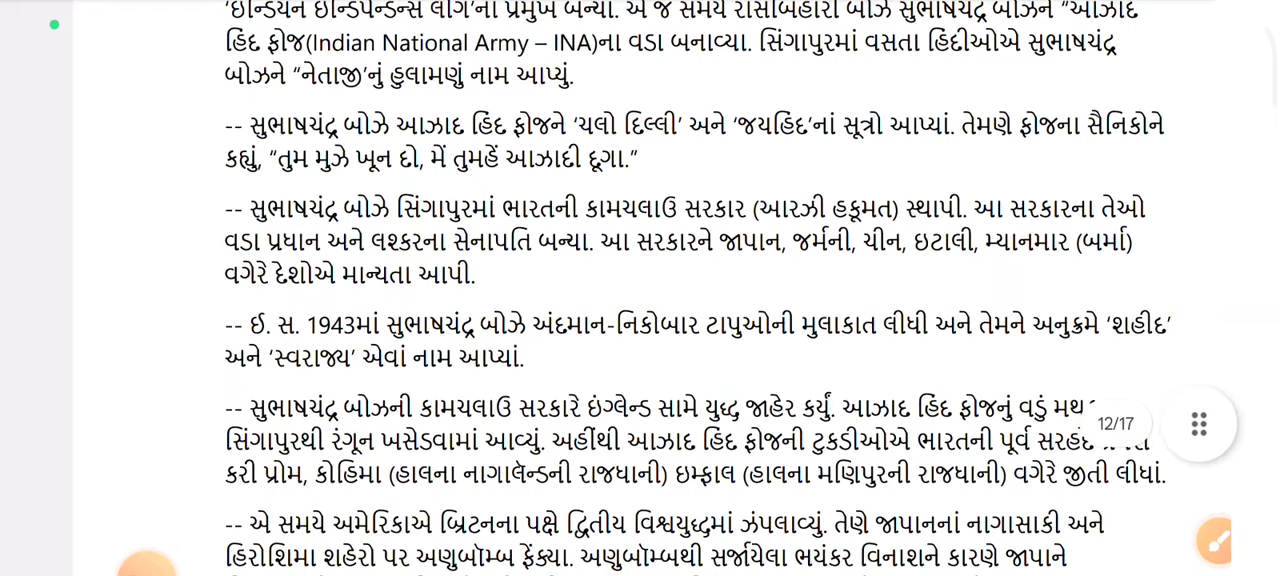 'ઇન્ડિયન ઇન્ડિપેન્ડન્સ લીગ'ના પ્રમુખ બન્યા. એ જ સમયે રાસબિહારી બોઝે સુભાષચંદ્ર બોઝને "આઝાદ
હિંદ ફોજ(Indian National Army – INA)ના વડા બનાવ્યા. સિંગાપુરમાં વસતા હિંદીઓએ સુભાષચંદ્ર
બોઝને "નેતાજી'નું હુલામણું નામ આપ્યું.
-- સુભાષચંદ્ર બોઝે આઝાદ હિંદ ફોજને 'ચલો દિલ્લી' અને 'જયહિંદ'નાં સૂત્રો આપ્યાં. તેમણે ફોજના સૈનિકોને
કહ્યું, "તુમ મુઝે ખૂન દો, મેં તુમહેં આઝાદી દૂગા."
-- સુભાષચંદ્ર બોઝે સિંગાપુરમાં ભારતની કામચલાઉ સરકાર (આરઝી હકૂમત) સ્થાપી. આ સરકારના તેઓ
વડા પ્રધાન અને લશ્કરના સેનાપતિ બન્યા. આ સરકારને જાપાન, જર્મની, ચીન, ઇટાલી, મ્યાનમાર (બર્મા)
વગેરે દેશોએ માન્યતા આપી.
-- ઈ. સ. 1943માં સુભાષચંદ્ર બોઝે અંદમાન-નિકોબાર ટાપુઓની મુલાકાત લીધી અને તેમને અનુક્રમે 'શહીદ'
અને 'સ્વરાજ્ય' એવાં નામ આપ્યાં.
-- સુભાષચંદ્ર બોઝની કામચલાઉ સરકારે ઇંગ્લેન્ડ સામે યુદ્ધ જાહેર કર્યું. આઝાદ હિંદ ફોજનું વડું
12/17
સિંગાપુરથી રંગૂન ખસેડવામાં આવ્યું. અહીંથી આઝાદ હિંદ ફોજની ટુકડીઓએ ભારતની પૂર્વ સરહદ
કરી પ્રોમ, કોહિમા (હાલના નાગાલૅન્ડની રાજધાની) ઇમ્ફાલ (હાલના મણિપુરની રાજધાની) વગેરે જીતી લીધાં.
-- એ સમયે અમેરિકાએ બ્રિટનના પક્ષે દ્વિતીય વિશ્વયુદ્ધમાં ઝંપલાવ્યું. તેણે જાપાનનાં નાગાસાકી અને
હિરોશિમા શહેરો પર અણુબૉમ્બ ફેંક્યા. અણુબૉમ્બથી સર્જાયેલા ભયંકર વિનાશને કારણે જાપાને